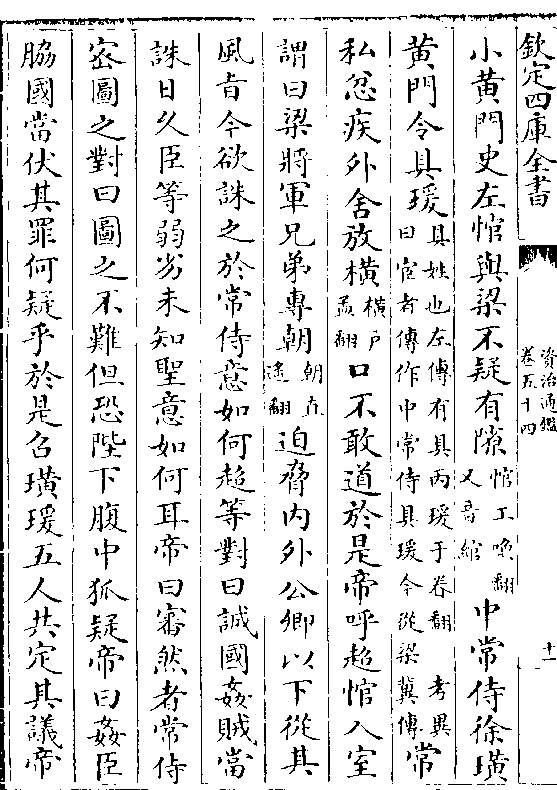 欽定四庫全書
資治通鑑
卷五十四
十一
小黃門史左悺與梁不疑有隙悺工喚翻又音綰中常侍徐璜
黃門令具瑗具姓也左傳有具丙瑗于眷翻考異曰宦者傳作中常侍具瑗今從梁冀傳常
私忿疾外舍放橫橫戶孟翻口不敢道於是帝呼超悺入室
謂曰梁將軍兄弟專朝朝直遙翻迫脅內外公卿以下從其
風旨今欲誅之於常侍意如何超等對曰誠國姦賊當
誅日久臣等弱劣未知聖意如何耳帝曰審然者常侍
宻圖之對曰圖之不難但恐陛下腹中狐疑帝曰姦臣
脇國當伏其罪何疑乎於是召璜瑗五人共定其議帝